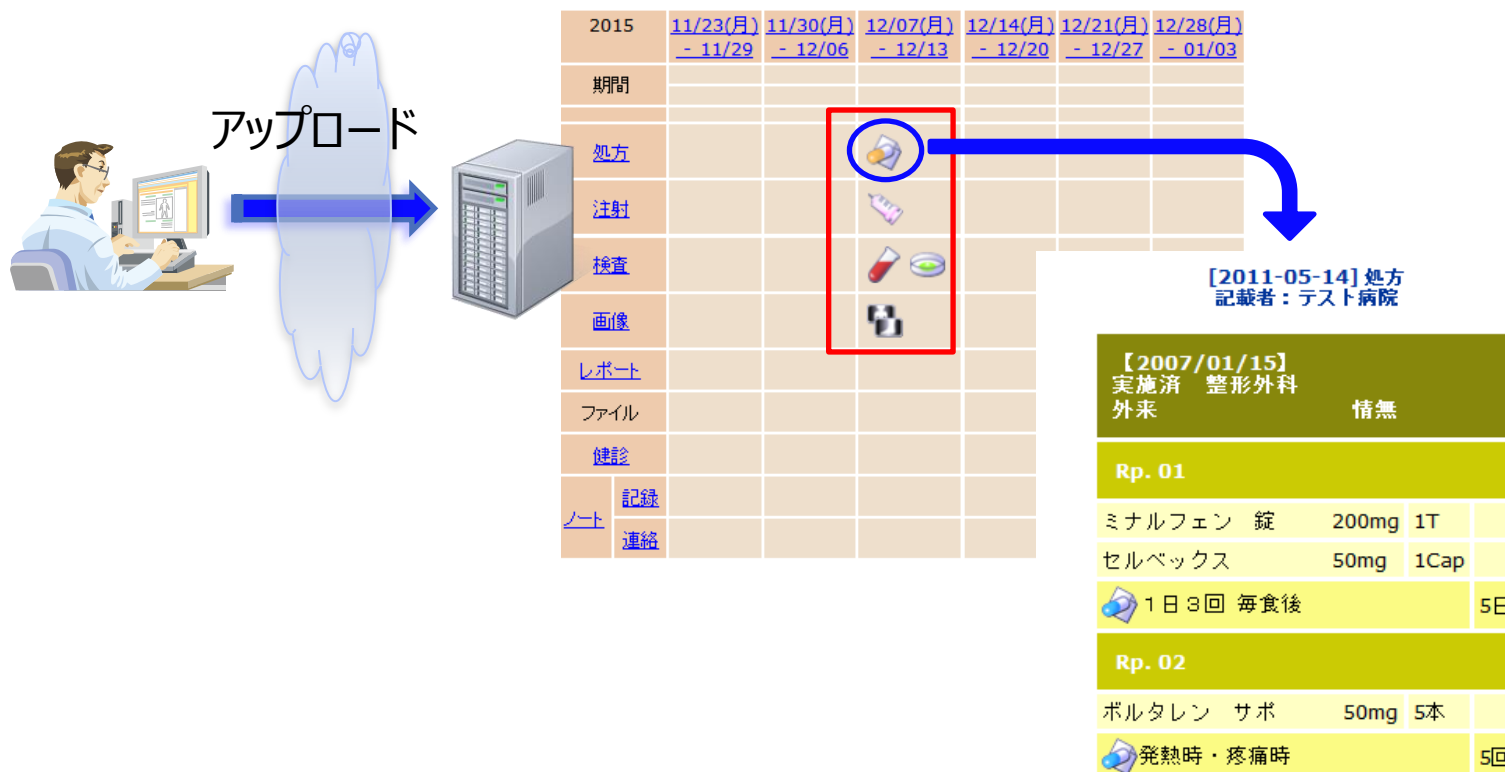 アップロード
2015 11/23(月) 11/30(月) 12/07(月) 12/14(月) 12/21(月) 12/28(月)
- 11/29 - 12/06 - 12/13 - 12/20 - 12/27 - 01/03
期間
処方
注射
検査
画像
レポート
ファイル
健診
ノート
記録
連絡
[2011-05-14] 処方
記載者：テスト病院
【2007/01/15】
実施済 整形外科
外来 情無
Rp. 01
ミナルフェン 錠 200mg 1T
セルベックス 50mg 1Cap
1日3回 毎食後 5日
Rp. 02
ボルタレン サポ 50mg 5本
発熱時・疼痛時 5回